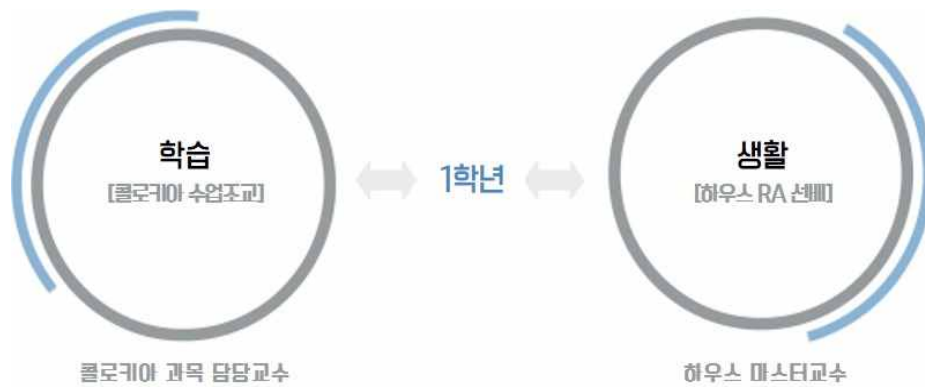 학습
[콜로키아 수업조교]
1학년
생활
[하우스 RA 선배]
콜로키아 과목 담당교수
하우스 마스터교수